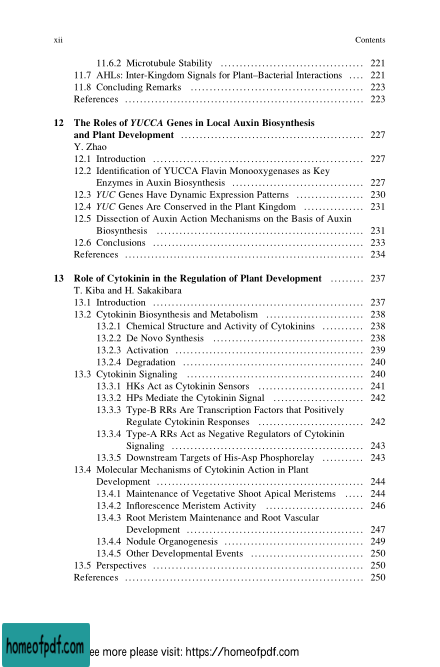 xii Contents
11.6.2 Microtubule Stability ........................................ 221
11.7 AHLs: Inter-Kingdom Signals for Plant–Bacterial Interactions .... 221
11.8 Concluding Remarks ............................................... 223
References ................................................................. 223
12 The Roles of YUCCA Genes in Local Auxin Biosynthesis
and Plant Development .................................................. 227
Y. Zhao
12.1 Introduction .......................................................... 227
12.2 Identification of YUCCA Flavin Monooxygenases as Key
Enzymes in Auxin Biosynthesis .................................... 227
12.3 YUC Genes Have Dynamic Expression Patterns .................. 230
12.4 YUC Genes Are Conserved in the Plant Kingdom ................ 231
12.5 Dissection of Auxin Action Mechanisms on the Basis of Auxin
Biosynthesis .......................................................... 231
12.6 Conclusions ........................................................... 233
References ................................................................. 234
13 Role of Cytokinin in the Regulation of Plant Development ......... 237
T. Kiba and H. Sakakibara
13.1 Introduction .......................................................... 237
13.2 Cytokinin Biosynthesis and Metabolism ........................... 238
13.2.1 Chemical Structure and Activity of Cytokinins ........... 238
13.2.2 De Novo Synthesis ......................................... 238
13.2.3 Activation ................................................... 239
13.2.4 Degradation ................................................. 240
13.3 Cytokinin Signaling .................................................. 240
13.3.1 HKs Act as Cytokinin Sensors ............................. 241
13.3.2 HPs Mediate the Cytokinin Signal ......................... 242
13.3.3 Type-B RRs Are Transcription Factors that Positively
Regulate Cytokinin Responses ............................. 242
13.3.4 Type-A RRs Act as Negative Regulators of Cytokinin
Signaling ..................................................... 243
13.3.5 Downstream Targets of His-Asp Phosphorelay ........... 243
13.4 Molecular Mechanisms of Cytokinin Action in Plant
Development .......................................................... 244
13.4.1 Maintenance of Vegetative Shoot Apical Meristems ..... 244
13.4.2 Inflorescence Meristem Activity ........................... 246
13.4.3 Root Meristem Maintenance and Root Vascular
Development ................................................. 247
13.4.4 Nodule Organogenesis ...................................... 249
13.4.5 Other Developmental Events ............................... 250
13.5 Perspectives ........................................................... 250
References ................................................................. 250
homeofpdf.com ee more please visit: https://homeofpdf.com